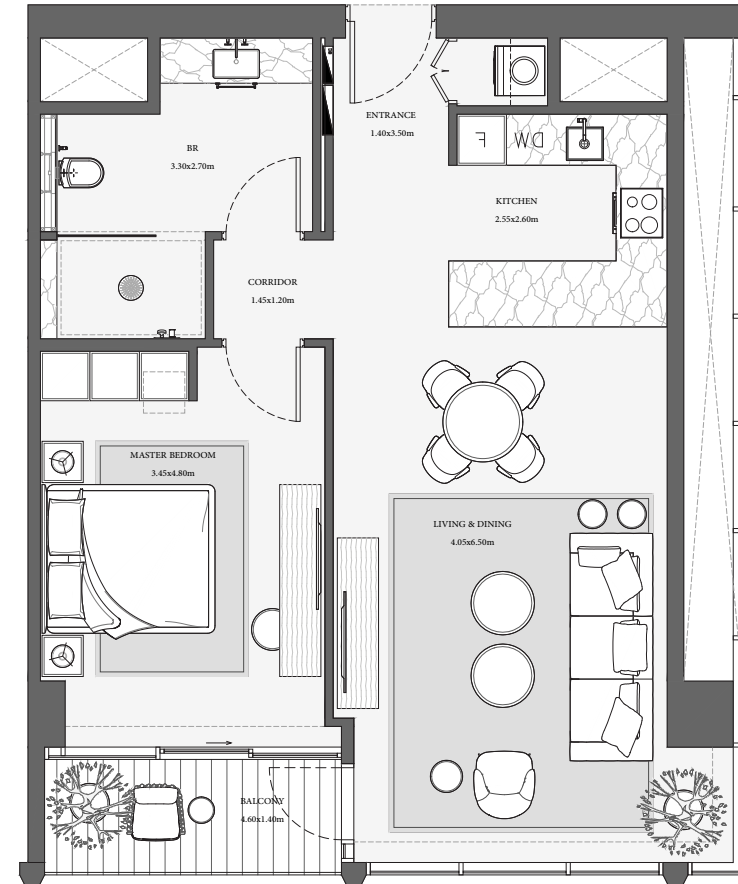 ENTRANCE
1.40x3.50m
F
DW
BR
3.30x2.70m
KITCHEN
2.55x2.60m
CORRIDOR
1.45x1.20m
MASTER BEDROOM
3.45x4.80m
LIVING & DINING
4.05x6.50m
BALCONY
4.60x1.40m